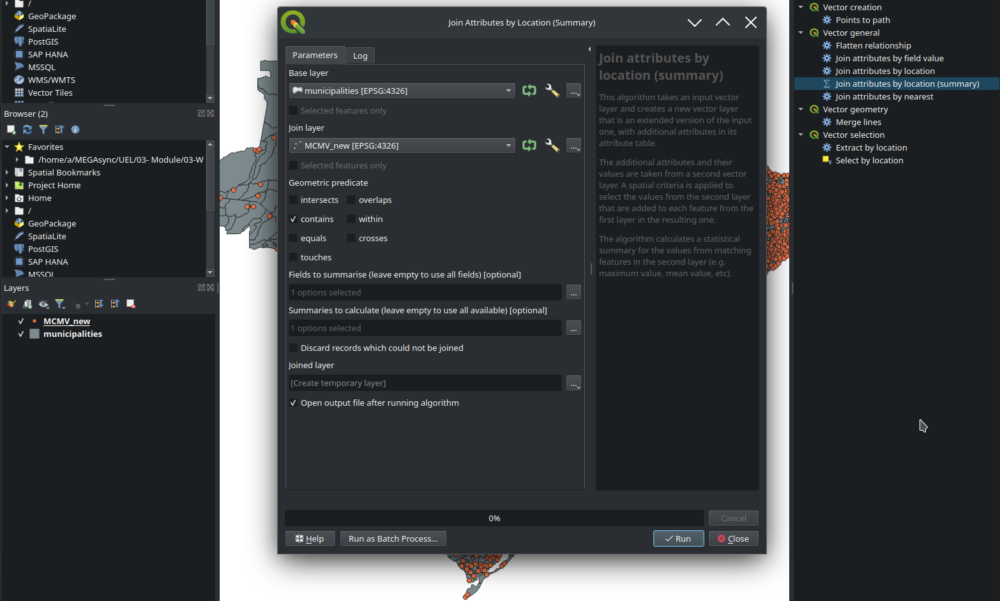 /
GeoPackage
SpatiaLite
PostGIS
SAP HANA
MSSQL
WMS/WMTS
Vector Tiles
Browser (2)
Favorites
/home/a/MEGAsync/UEL/03- Module/03-W
Spatial Bookmarks
Project Home
Home
/
GeoPackage
SpatiaLite
PostGIS
SAP HANA
MSSQL
Layers
MCMV_new
municipalities
Join Attributes by Location (Summary)
Parameters
Log
Base layer
municipalities [EPSG:4326]
...
Selected features only
Join layer
MCMV_new [EPSG:4326]
...
Selected features only
Geometric predicate
intersects
overlaps
contains
within
equals
crosses
touches
Fields to summarise (leave empty to use all fields) [optional]
1 options selected
...
Summaries to calculate (leave empty to use all available) [optional]
1 options selected
...
Discard records which could not be joined
Joined layer
[Create temporary layer]
...
Open output file after running algorithm
Join attributes by
location (summary)
This algorithm takes an input vector
layer and creates a new vector layer
that is an extended version of the input
one, with additional attributes in its
attribute table.
The additional attributes and their
values are taken from a second vector
layer. A spatial criteria is applied to
select the values from the second layer
that are added to each feature from the
first layer in the resulting one.
The algorithm calculates a statistical
summary for the values from matching
features in the second layer (e.g.
maximum value, mean value, etc).
0%
Cancel
Help
Run as Batch Process...
Run
Close
Vector creation
Points to path
Vector general
Flatten relationship
Join attributes by field value
Join attributes by location
Join attributes by location (summary)
Join attributes by nearest
Vector geometry
Merge lines
Vector selection
Extract by location
Select by location